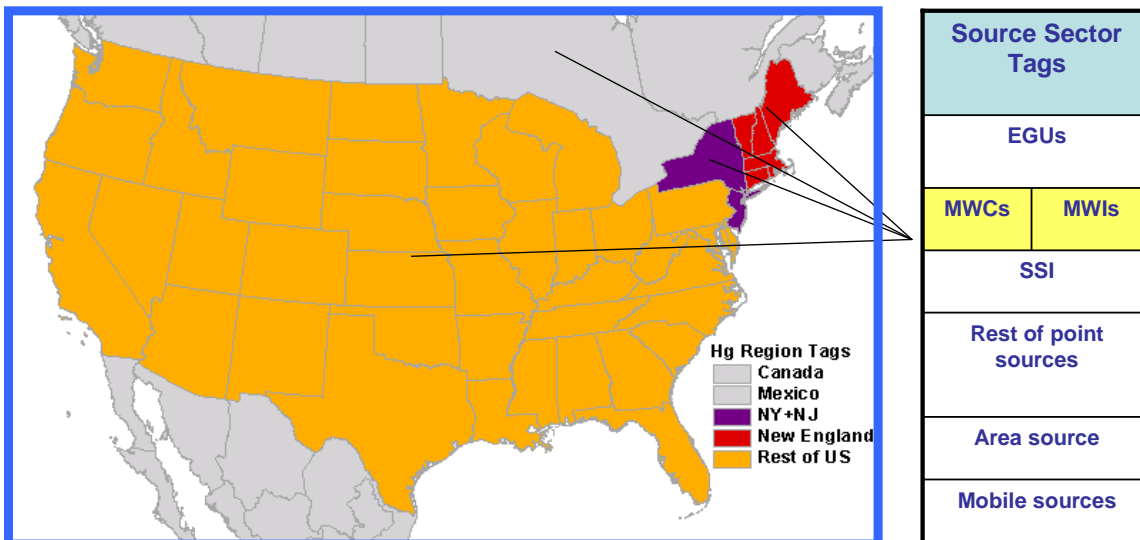 Hg Region Tags
Canada
Mexico
NY+NJ
New England
Rest of US
Source Sector
Tags
EGUs
MWCs
MWIs
SSI
Rest of point
sources
Area source
Mobile sources